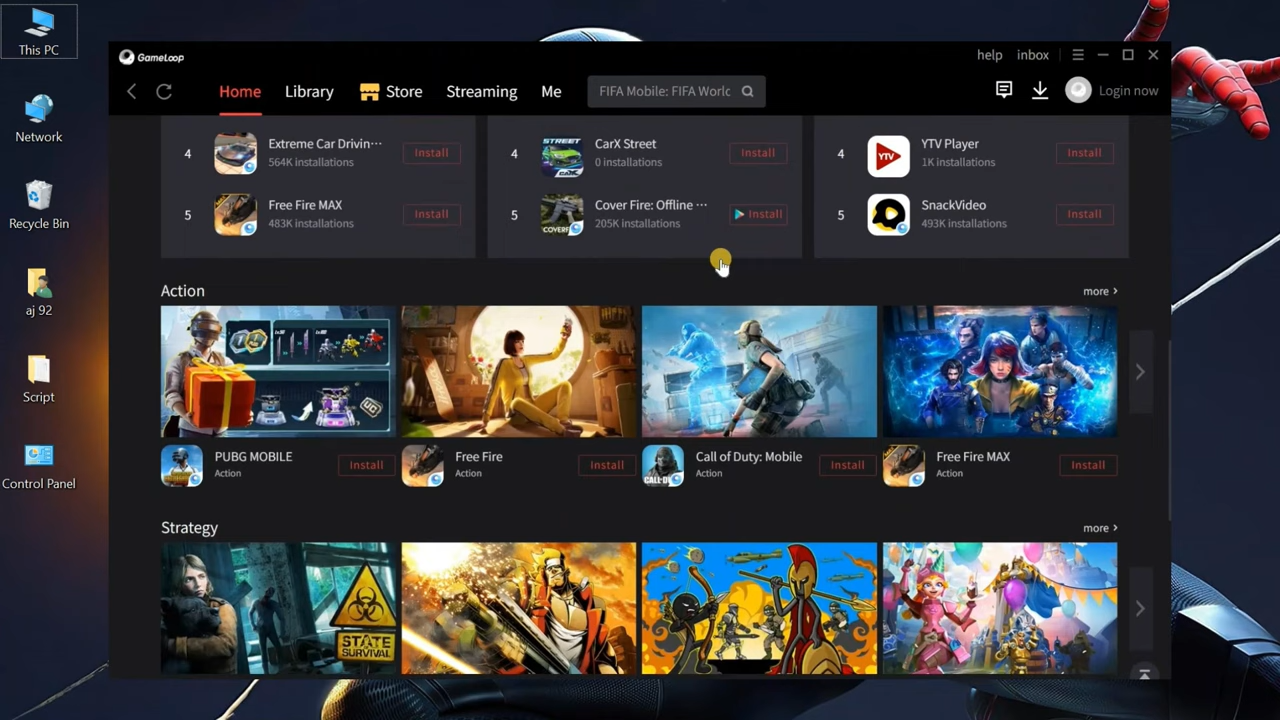 This PC
Network
Recycle Bin
aj 92
Script
Control Panel
GameLoop
help inbox
Home Library Store Streaming Me FIFA Mobile: FIFA Worlc Login now
4 Extreme Car Drivin··· 564K installations Install
5 Free Fire MAX 483K installations Install
4 CarX Street 0 installations Install
5 Cover Fire: Offline ··· 205K installations Install
4 YTV Player 1K installations Install
5 SnackVideo 493K installations Install
Action more >
PUBG MOBILE Action Install
Free Fire Action Install
Call of Duty: Mobile Action Install
Free Fire MAX Action Install
Strategy more >
STATE
SURVIVAL